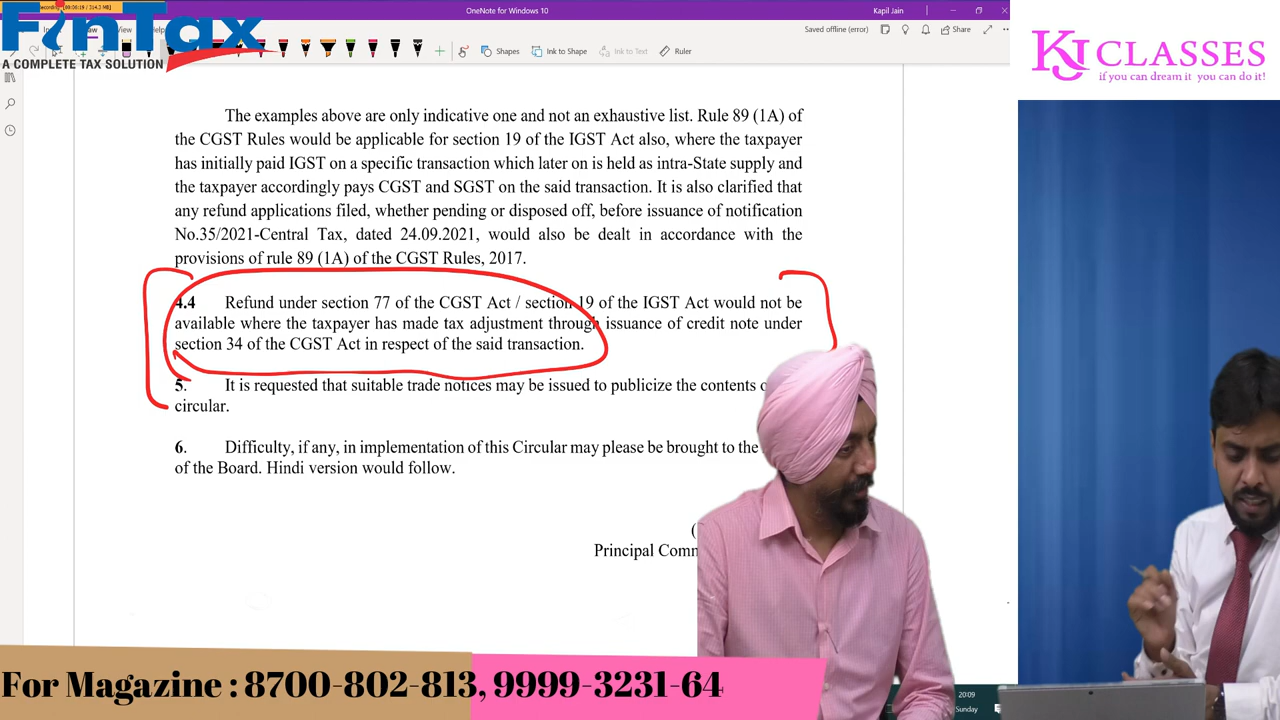 Recording 00:08:19 / 314.3 MB
OneNote for Windows 10
Kapil Jain
FinTax
A COMPLETE TAX SOLUTION
View
Help
Saved offline (error)
Share
Shapes
Ink to Shape
Ink to Text
Ruler
KJ CLASSES
if you can dream it you can do it!
The examples above are only indicative one and not an exhaustive list. Rule 89 (1A) of
the CGST Rules would be applicable for section 19 of the IGST Act also, where the taxpayer
has initially paid IGST on a specific transaction which later on is held as intra-State supply and
the taxpayer accordingly pays CGST and SGST on the said transaction. It is also clarified that
any refund applications filed, whether pending or disposed off, before issuance of notification
No.35/2021-Central Tax, dated 24.09.2021, would also be dealt in accordance with the
provisions of rule 89 (1A) of the CGST Rules, 2017.
4.4 Refund under section 77 of the CGST Act / section 19 of the IGST Act would not be
available where the taxpayer has made tax adjustment through issuance of credit note under
section 34 of the CGST Act in respect of the said transaction.
5. It is requested that suitable trade notices may be issued to publicize the contents
circular.
6. Difficulty, if any, in implementation of this Circular may please be brought to the
of the Board. Hindi version would follow.
(
Principal Comm
For Magazine : 8700-802-813, 9999-3231-64
20:09
Sunday